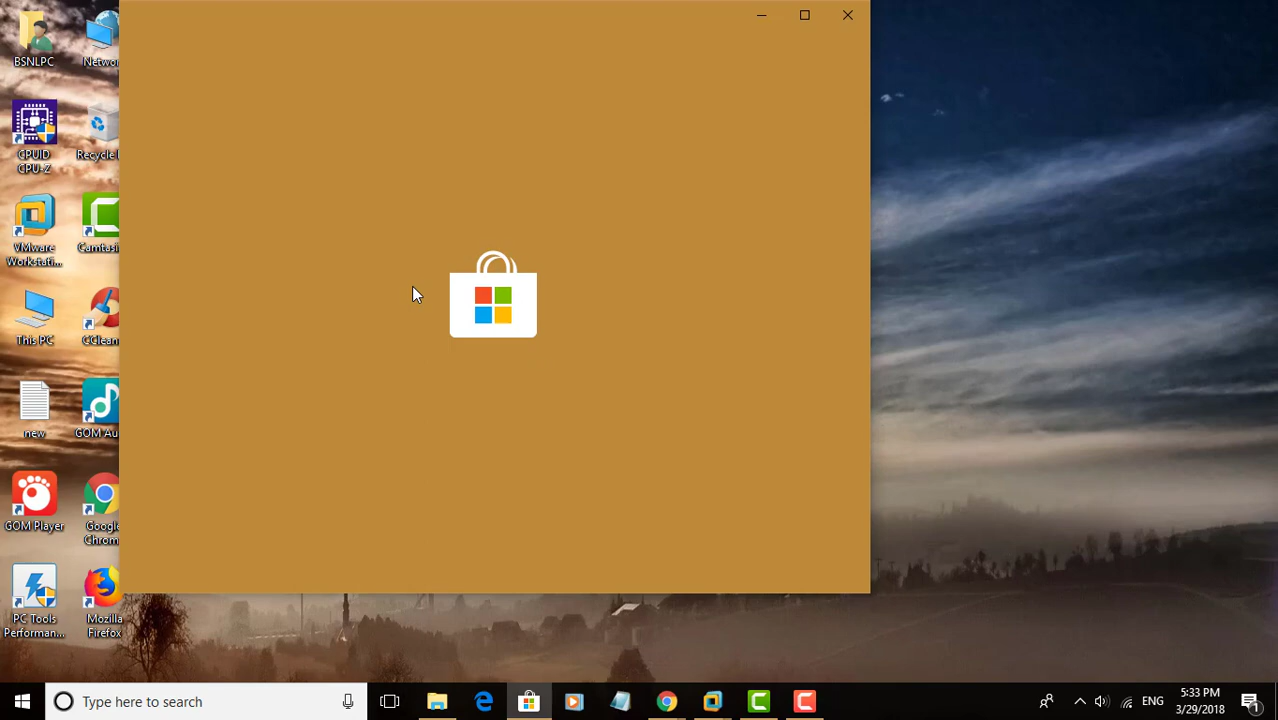 BSNLPC
Networ
CPUID
CPU-Z
Recycle
VMware
Workstati...
Camtasi
This PC
CClean
new
GOM Au
GOM Player
Google
Chrom
PC Tools
Performan...
Mozilla
Firefox
Type here to search
ENG
5:33 PM
3/29/2018
1